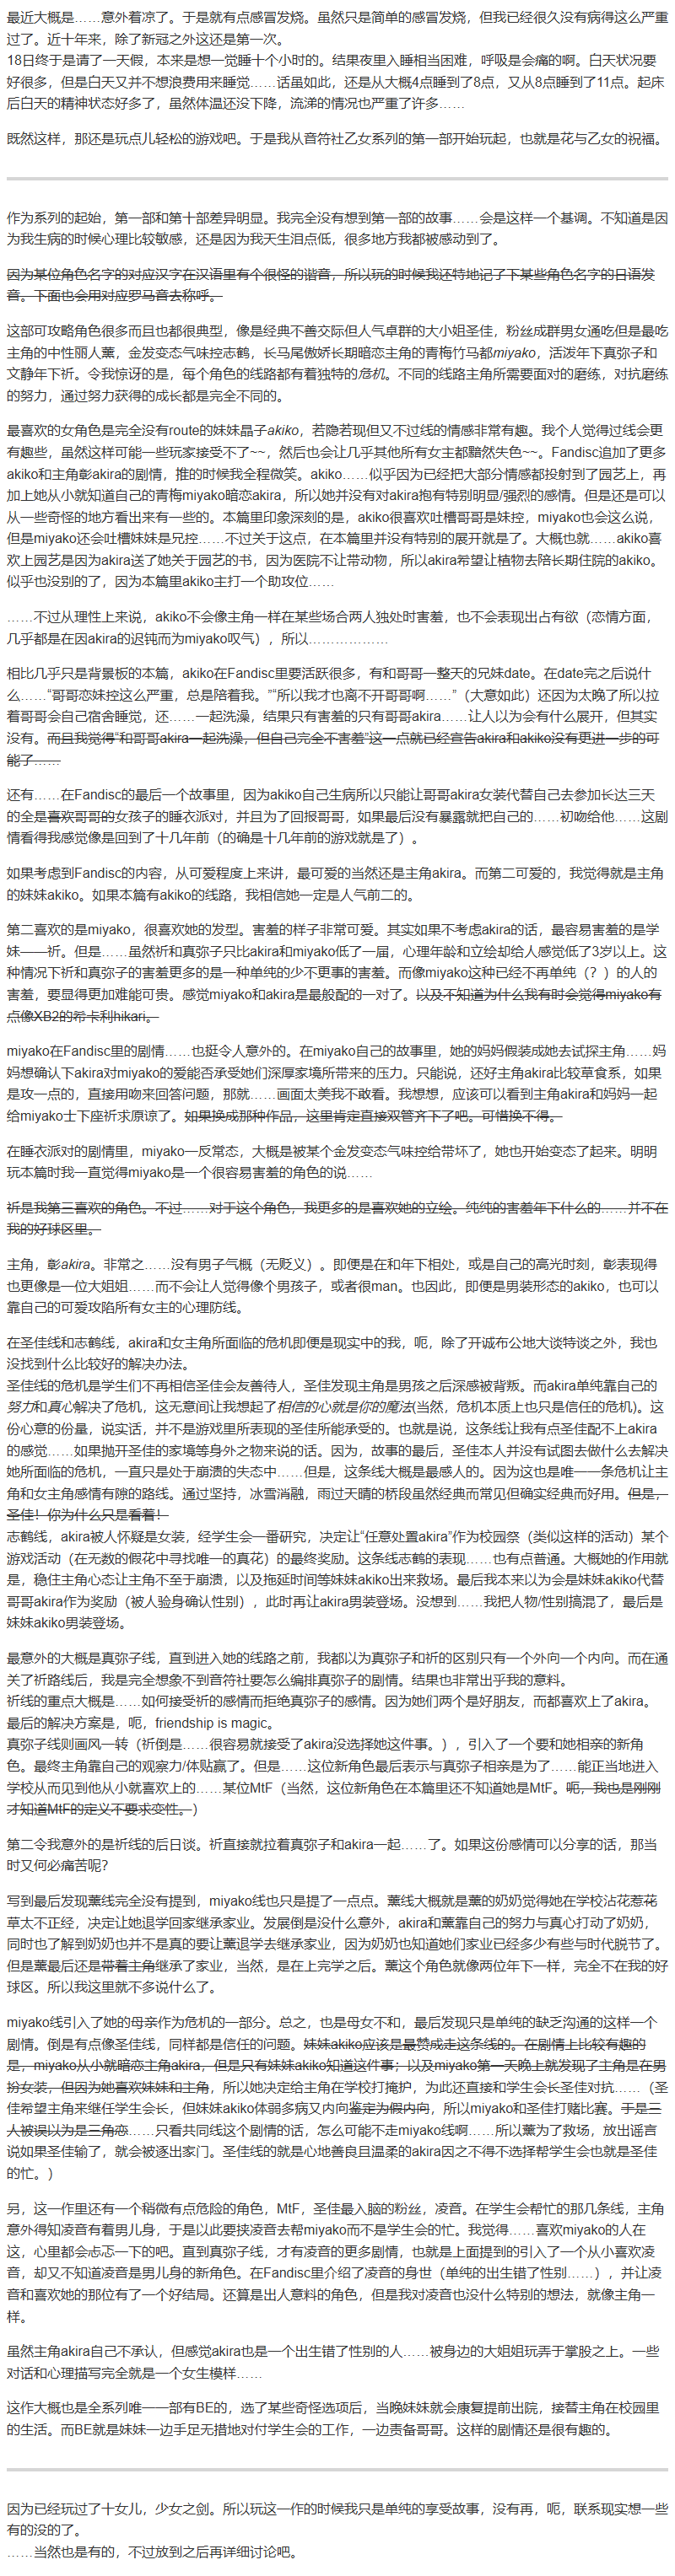 最近大概是……意外着凉了。于是就有点感冒发烧。虽然只是简单的感冒发烧，但我已经很久没有病得这么严重
过了。近十年来，除了新冠之外这还是第一次。
18日终于是请了一天假，本来是想一觉睡十个小时的。结果夜里入睡相当困难，呼吸是会痛的啊。白天状况要
好很多，但是白天又并不想浪费用来睡觉……话虽如此，还是从大概4点睡到了8点，又从8点睡到了11点。起床
后白天的精神状态好多了，虽然体温还没下降，流涕的情况也严重了许多……
既然这样，那还是玩点儿轻松的游戏吧。于是我从音符社乙女系列的第一部开始玩起，也就是花与乙女的祝福。
作为系列的起始，第一部和第十部差异明显。我完全没有想到第一部的故事……会是这样一个基调。不知道是因
为我生病的时候心理比较敏感，还是因为我天生泪点低，很多地方我都被感动到了。
因为某位角色名字的对应汉字在汉语里有个很怪的谐音，所以玩的时候我还特地记了下某些角色名字的日语发
音。下面也会用对应罗马音去称呼。
这部可攻略角色很多而且也都很典型，像是经典不善交际但人气卓群的大小姐圣佳，粉丝成群男女通吃但是最吃
主角的中性丽人薰，金发变态气味控志鹤，长马尾傲娇长期暗恋主角的青梅竹马都miyako，活泼年下真弥子和
文静年下祈。令我惊讶的是，每个角色的线路都有着独特的危机。不同的线路主角所需要面对的磨练，对抗磨练
的努力，通过努力获得的成长都是完全不同的。
最喜欢的女角色是完全没有route的妹妹晶子akiko，若隐若现但又不过线的情感非常有趣。我个人觉得过线会更
有趣些，虽然这样可能一些玩家接受不了~~，然后也会让几乎其他所有女主都黯然失色~~。Fandisc追加了更多
akiko和主角彰akira的剧情，推的时候我全程微笑。akiko……似乎因为已经把大部分情感都投射到了园艺上，再
加上她从小就知道自己的青梅miyako暗恋akira，所以她并没有对akira抱有特别明显/强烈的感情。但是还是可以
从一些奇怪的地方看出来有一些的。本篇里印象深刻的是，akiko很喜欢吐槽哥哥是妹控，miyako也会这么说，
但是miyako还会吐槽妹妹是兄控……不过关于这点，在本篇里并没有特别的展开就是了。大概也就……akiko喜
欢上园艺是因为akira送了她关于园艺的书，因为医院不让带动物，所以akira希望让植物去陪长期住院的akiko。
似乎也没别的了，因为本篇里akiko主打一个助攻位……
……不过从理性上来说，akiko不会像主角一样在某些场合两人独处时害羞，也不会表现出占有欲（恋情方面，
几乎都是在因akira的迟钝而为miyako叹气），所以………………
相比几乎只是背景板的本篇，akiko在Fandisc里要活跃很多，有和哥哥一整天的兄妹date。在date完之后说什
么……“哥哥恋妹控这么严重，总是陪着我。”“所以我才也离不开哥哥啊……”（大意如此）还因为太晚了所以拉
着哥哥会自己宿舍睡觉，还……一起洗澡，结果只有害羞的只有哥哥akira……让人以为会有什么展开，但其实
没有。而且我觉得“和哥哥akira一起洗澡，但自己完全不害羞”这一点就已经宣告akira和akiko没有更进一步的可
能了……
还有……在Fandisc的最后一个故事里，因为akiko自己生病所以只能让哥哥akira女装代替自己去参加长达三天
的全是喜欢哥哥的女孩子的睡衣派对，并且为了回报哥哥，如果最后没有暴露就把自己的……初吻给他……这剧
情看得我感觉像是回到了十几年前（的确是十几年前的游戏就是了）。
如果考虑到Fandisc的内容，从可爱程度上来讲，最可爱的当然还是主角akira。而第二可爱的，我觉得就是主角
的妹妹akiko。如果本篇有akiko的线路，我相信她一定是人气前二的。
第二喜欢的是miyako，很喜欢她的发型。害羞的样子非常可爱。其实如果不考虑akira的话，最容易害羞的是学
妹——祈。但是……虽然祈和真弥子只比akira和miyako低了一届，心理年龄和立绘却给人感觉低了3岁以上。这
种情况下祈和真弥子的害羞更多的是一种单纯的少不更事的害羞。而像miyako这种已经不再单纯（？）的人的
害羞，要显得更加难能可贵。感觉miyako和akira是最般配的一对了。以及不知道为什么我有时会觉得miyako有
点像XB2的希卡利hikari。
miyako在Fandisc里的剧情……也挺令人意外的。在miyako自己的故事里，她的妈妈假装成她去试探主角……妈
妈想确认下akira对miyako的爱能否承受她们深厚家境所带来的压力。只能说，还好主角akira比较草食系，如果
是攻一点的，直接用吻来回答问题，那就……画面太美我不敢看。我想想，应该可以看到主角akira和妈妈一起
给miyako士下座祈求原谅了。如果换成那种作品，这里肯定直接双管齐下了吧。可惜换不得。
在睡衣派对的剧情里，miyako一反常态，大概是被某个金发变态气味控给带坏了，她也开始变态了起来。明明
玩本篇时我一直觉得miyako是一个很容易害羞的角色的说……
祈是我第三喜欢的角色。不过……对于这个角色，我更多的是喜欢她的立绘。纯纯的害羞年下什么的……并不在
我的好球区里。
主角，彰akira。非常之……没有男子气概（无贬义）。即便是在和年下相处，或是自己的高光时刻，彰表现得
也更像是一位大姐姐……而不会让人觉得像个男孩子，或者很man。也因此，即便是男装形态的akiko，也可以
靠自己的可爱攻陷所有女主的心理防线。
在圣佳线和志鹤线，akira和女主角所面临的危机即便是现实中的我，呃，除了开诚布公地大谈特谈之外，我也
没找到什么比较好的解决办法。
圣佳线的危机是学生们不再相信圣佳会友善待人，圣佳发现主角是男孩之后深感被背叛。而akira单纯靠自己的
努力和真心解决了危机，这无意间让我想起了相信的心就是你的魔法(当然，危机本质上也只是信任的危机)。这
份心意的份量，说实话，并不是游戏里所表现的圣佳所能承受的。也就是说，这条线让我有点圣佳配不上akira
的感觉……如果抛开圣佳的家境等身外之物来说的话。因为，故事的最后，圣佳本人并没有试图去做什么去解决
她所面临的危机，一直只是处于崩溃的失态中……但是，这条线大概是最感人的。因为这也是唯一一条危机让主
角和女主角感情有隙的路线。通过坚持，冰雪消融，雨过天晴的桥段虽然经典而常见但确实经典而好用。但是，
圣佳！你为什么只是看着！
志鹤线，akira被人怀疑是女装，经学生会一番研究，决定让“任意处置akira”作为校园祭（类似这样的活动）某个
游戏活动（在无数的假花中寻找唯一的真花）的最终奖励。这条线志鹤的表现……也有点普通。大概她的作用就
是，稳住主角心态让主角不至于崩溃，以及拖延时间等妹妹akiko出来救场。最后我本来以为会是妹妹akiko代替
哥哥akira作为奖励（被人验身确认性别），此时再让akira男装登场。没想到……我把人物/性别搞混了，最后是
妹妹akiko男装登场。
最意外的大概是真弥子线，直到进入她的线路之前，我都以为真弥子和祈的区别只有一个外向一个内向。而在通
关了祈路线后，我是完全想象不到音符社要怎么编排真弥子的剧情。结果也非常出乎我的意料。
祈线的重点大概是……如何接受祈的感情而拒绝真弥子的感情。因为她们两个是好朋友，而都喜欢上了akira。
最后的解决方案是，呃，friendship is magic。
真弥子线则画风一转（祈倒是……很容易就接受了akira没选择她这件事。），引入了一个要和她相亲的新角
色。最终主角靠自己的观察力/体贴赢了。但是……这位新角色最后表示与真弥子相亲是为了……能正当地进入
学校从而见到他从小就喜欢上的……某位MtF（当然，这位新角色在本篇里还不知道她是MtF。呃，我也是刚刚
才知道MtF的定义不要求变性。）
第二令我意外的是祈线的后日谈。祈直接就拉着真弥子和akira一起……了。如果这份感情可以分享的话，那当
时又何必痛苦呢？
写到最后发现薰线完全没有提到，miyako线也只是提了一点点。薰线大概就是薰的奶奶觉得她在学校沾花惹花
草太不正经，决定让她退学回家继承家业。发展倒是没什么意外，akira和薰靠自己的努力与真心打动了奶奶，
同时也了解到奶奶也并不是真的要让薰退学去继承家业，因为奶奶也知道她们家业已经多少有些与时代脱节了。
但是薰最后还是带着主角继承了家业，当然，是在上完学之后。薰这个角色就像两位年下一样，完全不在我的好
球区。所以我这里就不多说什么了。
miyako线引入了她的母亲作为危机的一部分。总之，也是母女不和，最后发现只是单纯的缺乏沟通的这样一个
剧情。倒是有点像圣佳线，同样都是信任的问题。妹妹akiko应该是最赞成走这条线的。在剧情上比较有趣的
是，miyako从小就暗恋主角akira，但是只有妹妹akiko知道这件事；以及miyako第一天晚上就发现了主角是在男
扮女装，但因为她喜欢妹妹和主角，所以她决定给主角在学校打掩护，为此还直接和学生会长圣佳对抗……（圣
佳希望主角来继任学生会长，但妹妹akiko体弱多病又内向鉴定为假内向，所以miyako和圣佳打赌比赛。于是三
人被误以为是三角恋……只看共同线这个剧情的话，怎么可能不走miyako线啊……所以薰为了救场，放出谣言
说如果圣佳输了，就会被逐出家门。圣佳线的就是心地善良且温柔的akira因之不得不选择帮学生会也就是圣佳
的忙。）
另，这一作里还有一个稍微有点危险的角色，MtF，圣佳最入脑的粉丝，凌音。在学生会帮忙的那几条线，主角
意外得知凌音有着男儿身，于是以此要挟凌音去帮miyako而不是学生会的忙。我觉得……喜欢miyako的人在
这，心里都会忐忑一下的吧。直到真弥子线，才有凌音的更多剧情，也就是上面提到的引入了一个从小喜欢凌
音，却又不知道凌音是男儿身的新角色。在Fandisc里介绍了凌音的身世（单纯的出生错了性别……），并让凌
音和喜欢她的那位有了一个好结局。还算是出人意料的角色，但是我对凌音也没什么特别的想法，就像主角一
样。
虽然主角akira自己不承认，但感觉akira也是一个出生错了性别的人……被身边的大姐姐玩弄于掌股之上。一些
对话和心理描写完全就是一个女生模样……
这作大概也是全系列唯一一部有BE的，选了某些奇怪选项后，当晚妹妹就会康复提前出院，接替主角在校园里
的生活。而BE就是妹妹一边手足无措地对付学生会的工作，一边责备哥哥。这样的剧情还是很有趣的。
因为已经玩过了十女儿，少女之剑。所以玩这一作的时候我只是单纯的享受故事，没有再，呃，联系现实想一些
有的没的了。
……当然也是有的，不过放到之后再详细讨论吧。